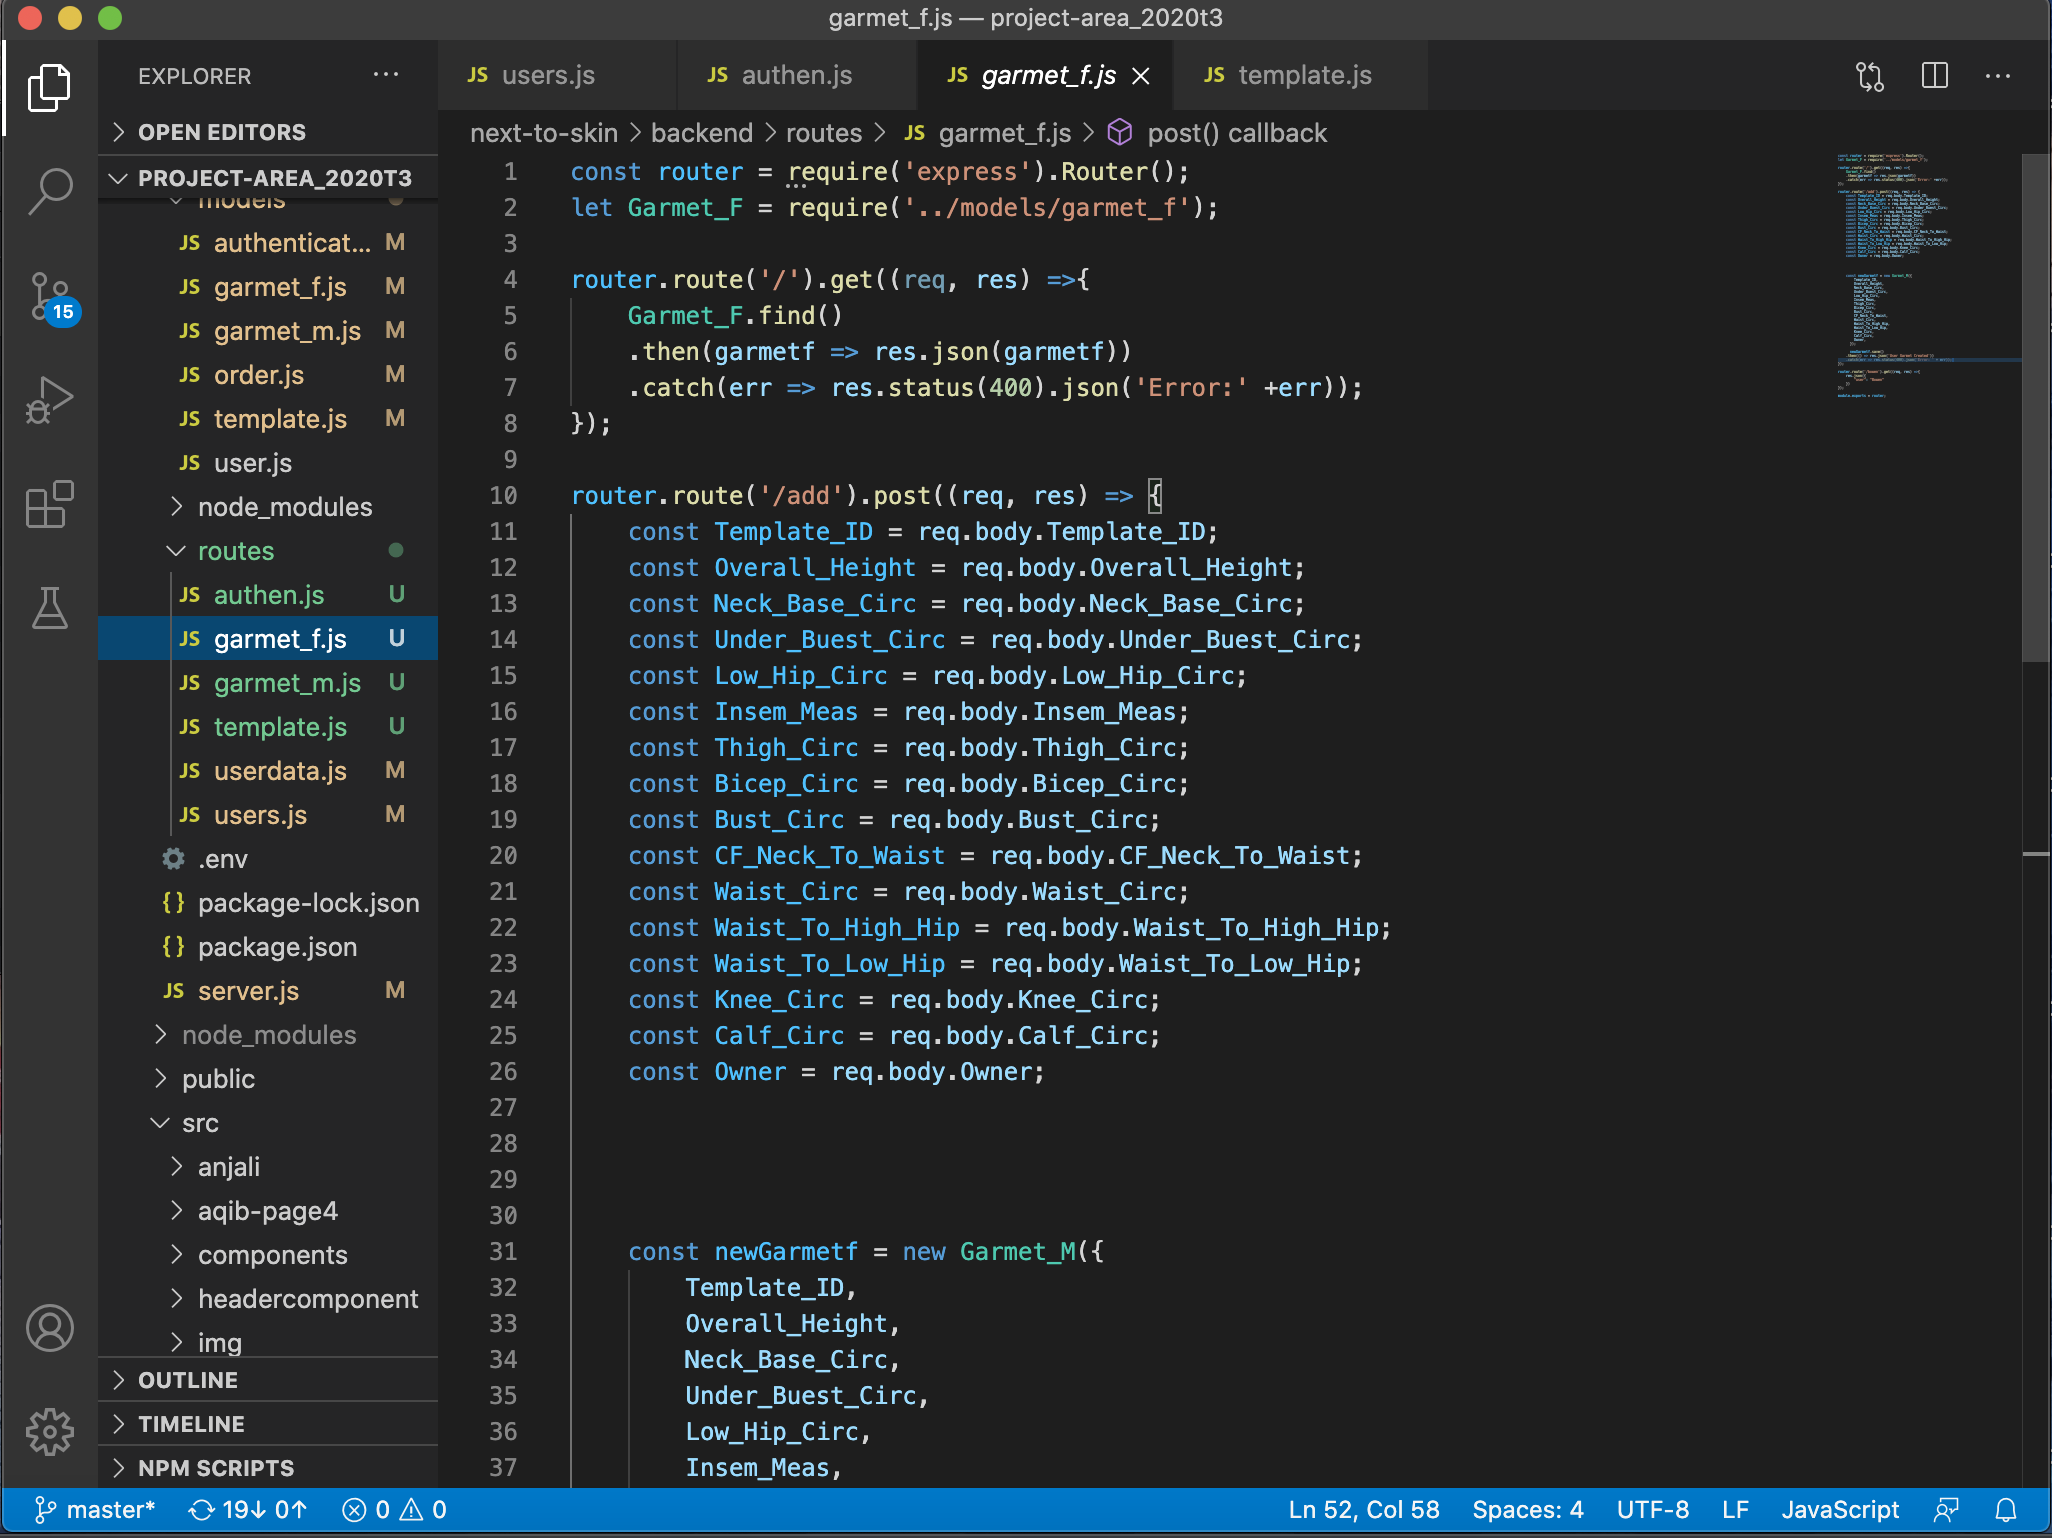 garmet_f.js — project-area_2020t3
EXPLORER
OPEN EDITORS
PROJECT-AREA_2020T3
models
JS authenticat... M
JS garmet_f.js M
JS garmet_m.js M
JS order.js M
JS template.js M
JS user.js
node_modules
routes
JS authen.js U
JS garmet_f.js U
JS garmet_m.js U
JS template.js U
JS userdata.js M
JS users.js M
.env
{} package-lock.json
{} package.json
JS server.js M
node_modules
public
src
anjali
aqib-page4
components
headercomponent
img
OUTLINE
TIMELINE
NPM SCRIPTS
15
JS users.js
JS authen.js
JS garmet_f.js
JS template.js
next-to-skin > backend > routes > JS garmet_f.js > post() callback
1 const router = require('express').Router();
2 let Garmet_F = require('../models/garmet_f');
3
4 router.route('/').get((req, res) =>{
5 Garmet_F.find()
6 .then(garmetf => res.json(garmetf))
7 .catch(err => res.status(400).json('Error:' +err));
8 });
9
10 router.route('/add').post((req, res) => {
11 const Template_ID = req.body.Template_ID;
12 const Overall_Height = req.body.Overall_Height;
13 const Neck_Base_Circ = req.body.Neck_Base_Circ;
14 const Under_Buest_Circ = req.body.Under_Buest_Circ;
15 const Low_Hip_Circ = req.body.Low_Hip_Circ;
16 const Insem_Meas = req.body.Insem_Meas;
17 const Thigh_Circ = req.body.Thigh_Circ;
18 const Bicep_Circ = req.body.Bicep_Circ;
19 const Bust_Circ = req.body.Bust_Circ;
20 const CF_Neck_To_Waist = req.body.CF_Neck_To_Waist;
21 const Waist_Circ = req.body.Waist_Circ;
22 const Waist_To_High_Hip = req.body.Waist_To_High_Hip;
23 const Waist_To_Low_Hip = req.body.Waist_To_Low_Hip;
24 const Knee_Circ = req.body.Knee_Circ;
25 const Calf_Circ = req.body.Calf_Circ;
26 const Owner = req.body.Owner;
27
28
29
30
31 const newGarmetf = new Garmet_M({
32 Template_ID,
33 Overall_Height,
34 Neck_Base_Circ,
35 Under_Buest_Circ,
36 Low_Hip_Circ,
37 Insem_Meas,
master* 19↓ 0↑ 0 0 Ln 52, Col 58 Spaces: 4 UTF-8 LF JavaScript